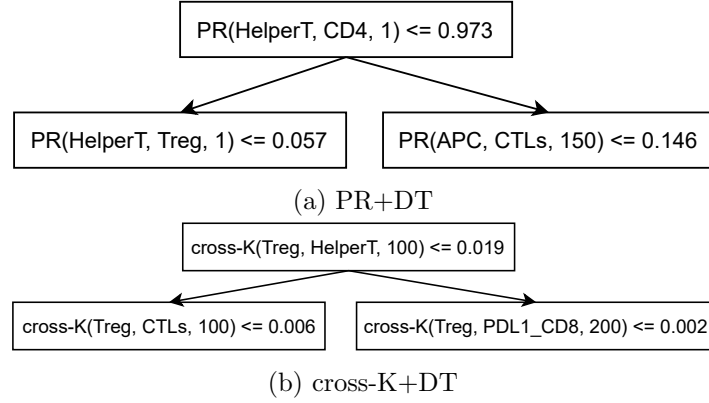 PR(HelperT, CD4, 1) <= 0.973
PR(HelperT, Treg, 1) <= 0.057
PR(APC, CTLs, 150) <= 0.146
(a) PR+DT
cross-K(Treg, HelperT, 100) <= 0.019
cross-K(Treg, CTLs, 100) <= 0.006
cross-K(Treg, PDL1_CD8, 200) <= 0.002
(b) cross-K+DT